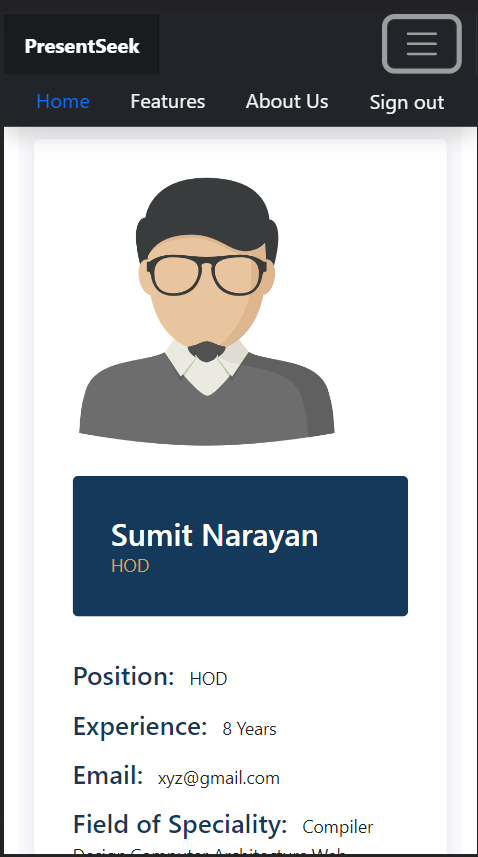 PresentSeek
Home Features About Us Sign out
Sumit Narayan
HOD
Position: HOD
Experience: 8 Years
Email: xyz@gmail.com
Field of Speciality: Compiler
Design Computer Architecture Web